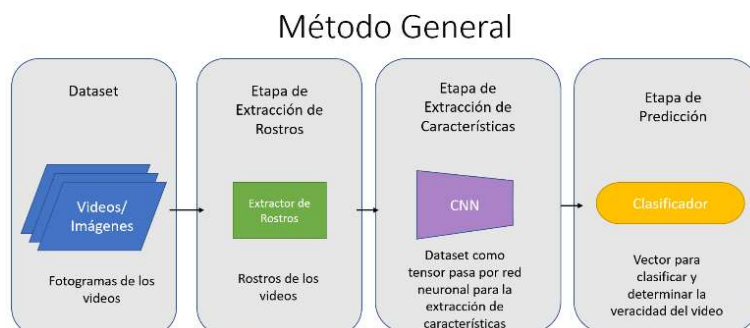 Método General
Dataset
Videos/
Imágenes
Fotogramas de los
videos
Etapa de
Extracción de
Rostros
Extractor de
Rostros
Rostros de los
videos
Etapa de
Extracción de
Características
CNN
Dataset como
tensor pasa por red
neuronal para la
extracción de
características
Etapa de
Predicción
Clasificador
Vector para
clasificar y
determinar la
veracidad del video